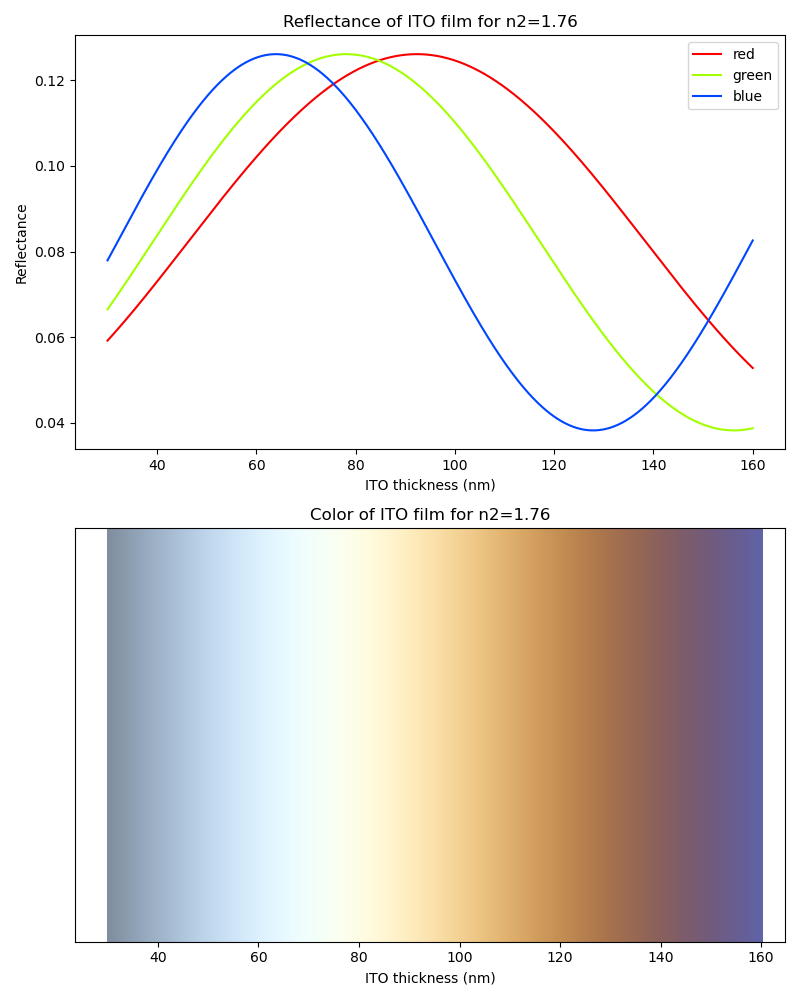 Reflectance of ITO film for n2=1.76
red
green
blue
Reflectance
0.12
0.10
0.08
0.06
0.04
40 60 80 100 120 140 160
ITO thickness (nm)
Color of ITO film for n2=1.76
40 60 80 100 120 140 160
ITO thickness (nm)